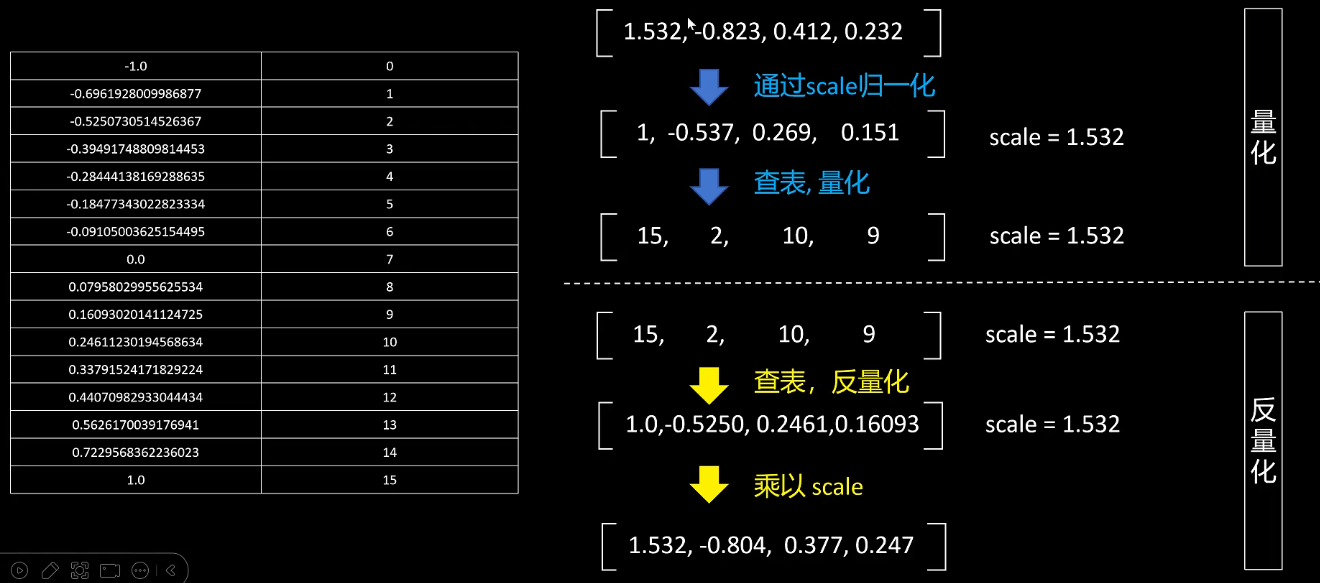 -1.0 0
-0.6961928009986877 1
-0.5250730514526367 2
-0.39491748809814453 3
-0.28444138169288635 4
-0.18477343022823334 5
-0.09105003625154495 6
0.0 7
0.07958029955625534 8
0.16093020141124725 9
0.24611230194568634 10
0.33791524171829224 11
0.44070982933044434 12
0.5626170039176941 13
0.7229568362236023 14
1.0 15
1.532, -0.823, 0.412, 0.232
通过scale归一化
1, -0.537, 0.269, 0.151 scale = 1.532
查表, 量化
15, 2, 10, 9 scale = 1.532
量化
15, 2, 10, 9 scale = 1.532
查表，反量化
1.0,-0.5250, 0.2461,0.16093 scale = 1.532
乘以 scale
1.532, -0.804, 0.377, 0.247
反量化